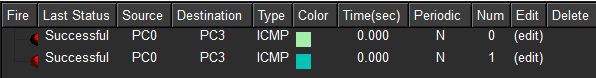 Fire Last Status Source Destination Type Color Time(sec) Periodic Num Edit Delete
Successful PC0 PC3 ICMP 0.000 N 0 (edit)
Successful PC0 PC3 ICMP 0.000 N 1 (edit)